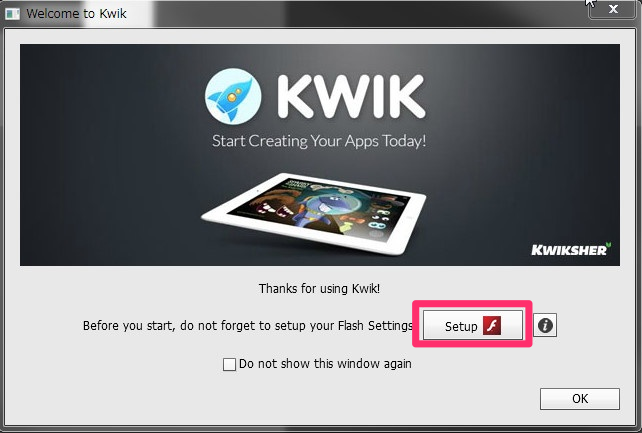 Welcome to Kwik
KWIK
Start Creating Your Apps Today!
KWIKSHER
Thanks for using Kwik!
Before you start, do not forget to setup your Flash Settings
Setup
Do not show this window again
OK